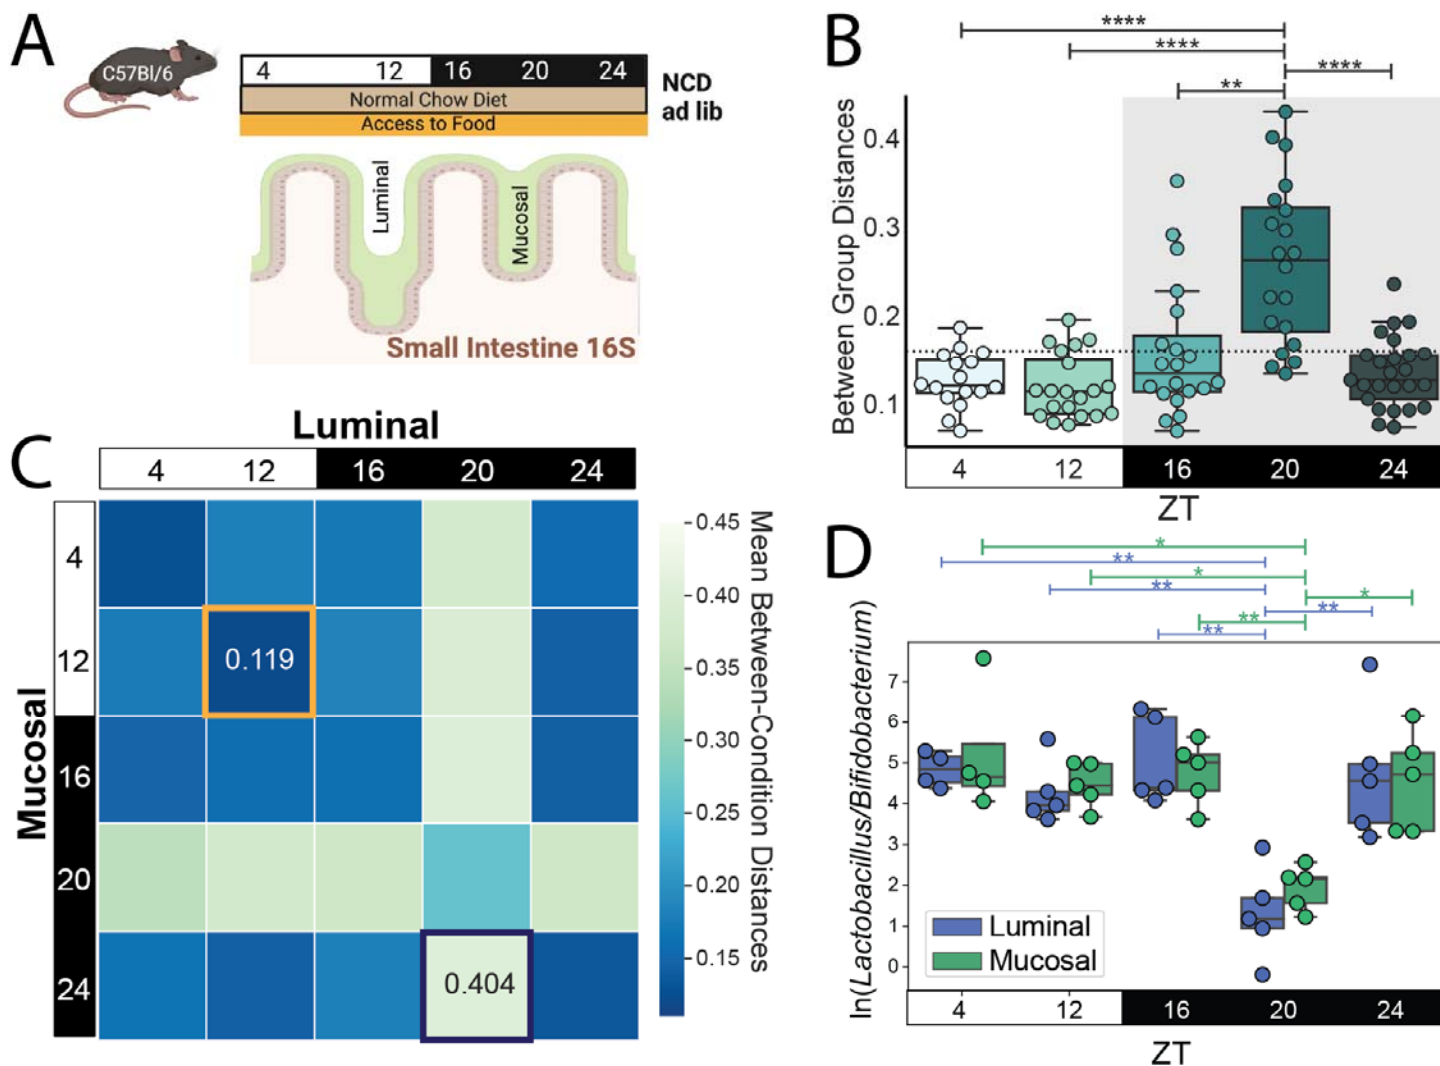 A
C57Bl/6
4 12 16 20 24
Normal Chow Diet
Access to Food
NCD
ad lib
Luminal
Mucosal
Small Intestine 16S
B
****
****
**
****
Between Group Distances
0.4
0.3
0.2
0.1
4 12 16 20 24
ZT
C
Luminal
4 12 16 20 24
Mucosal
4
12
16
20
24
0.119
0.404
0.45
0.40
0.35
0.30
0.25
0.20
0.15
Mean Between-Condition Distances
D
*
**
*
**
*
**
**
**
ln(Lactobacillus/Bifidobacterium)
7
6
5
4
3
2
1
0
Luminal
Mucosal
4 12 16 20 24
ZT